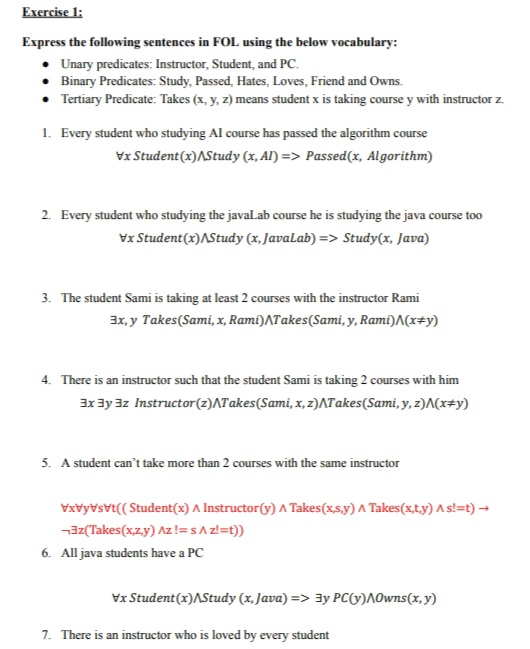 Exercise 1:
Express the following sentences in FOL using the below vocabulary:
• Unary predicates: Instructor, Student, and PC.
• Binary Predicates: Study, Passed, Hates, Loves, Friend and Owns.
• Tertiary Predicate: Takes (x, y, z) means student x is taking course y with instructor z.
1. Every student who studying AI course has passed the algorithm course
∀x Student(x)ΛStudy (x, AI) => Passed(x, Algorithm)
2. Every student who studying the javaLab course he is studying the java course too
∀x Student(x)ΛStudy (x, JavaLab) => Study(x, Java)
3. The student Sami is taking at least 2 courses with the instructor Rami
∃x, y Takes(Sami, x, Rami)ΛTakes(Sami, y, Rami)Λ(x≠y)
4. There is an instructor such that the student Sami is taking 2 courses with him
∃x ∃y ∃z Instructor(z)ΛTakes(Sami, x, z)ΛTakes(Sami, y, z)Λ(x≠y)
5. A student can't take more than 2 courses with the same instructor
∀x∀y∀s∀t(( Student(x) ∧ Instructor(y) ∧ Takes(x,s,y) ∧ Takes(x,t,y) ∧ s!=t) →
¬∃z(Takes(x,z,y) ∧z != s ∧ z!=t))
6. All java students have a PC
∀x Student(x)ΛStudy (x, Java) => ∃y PC(y)ΛOwns(x, y)
7. There is an instructor who is loved by every student